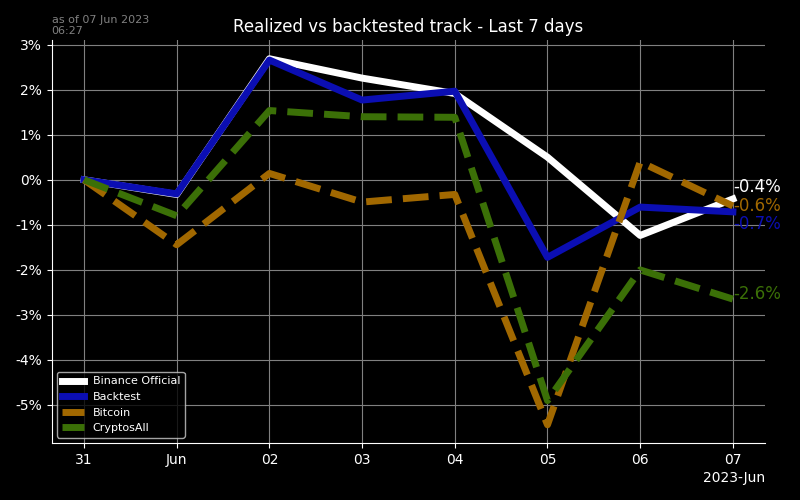 as of 07 Jun 2023
06:27
Realized vs backtested track - Last 7 days
3%
2%
1%
0%
-1%
-2%
-3%
-4%
-5%
-0.4%
-0.6%
-0.7%
-2.6%
Binance Official
Backtest
Bitcoin
CryptosAll
31
Jun
02
03
04
05
06
07
2023-Jun